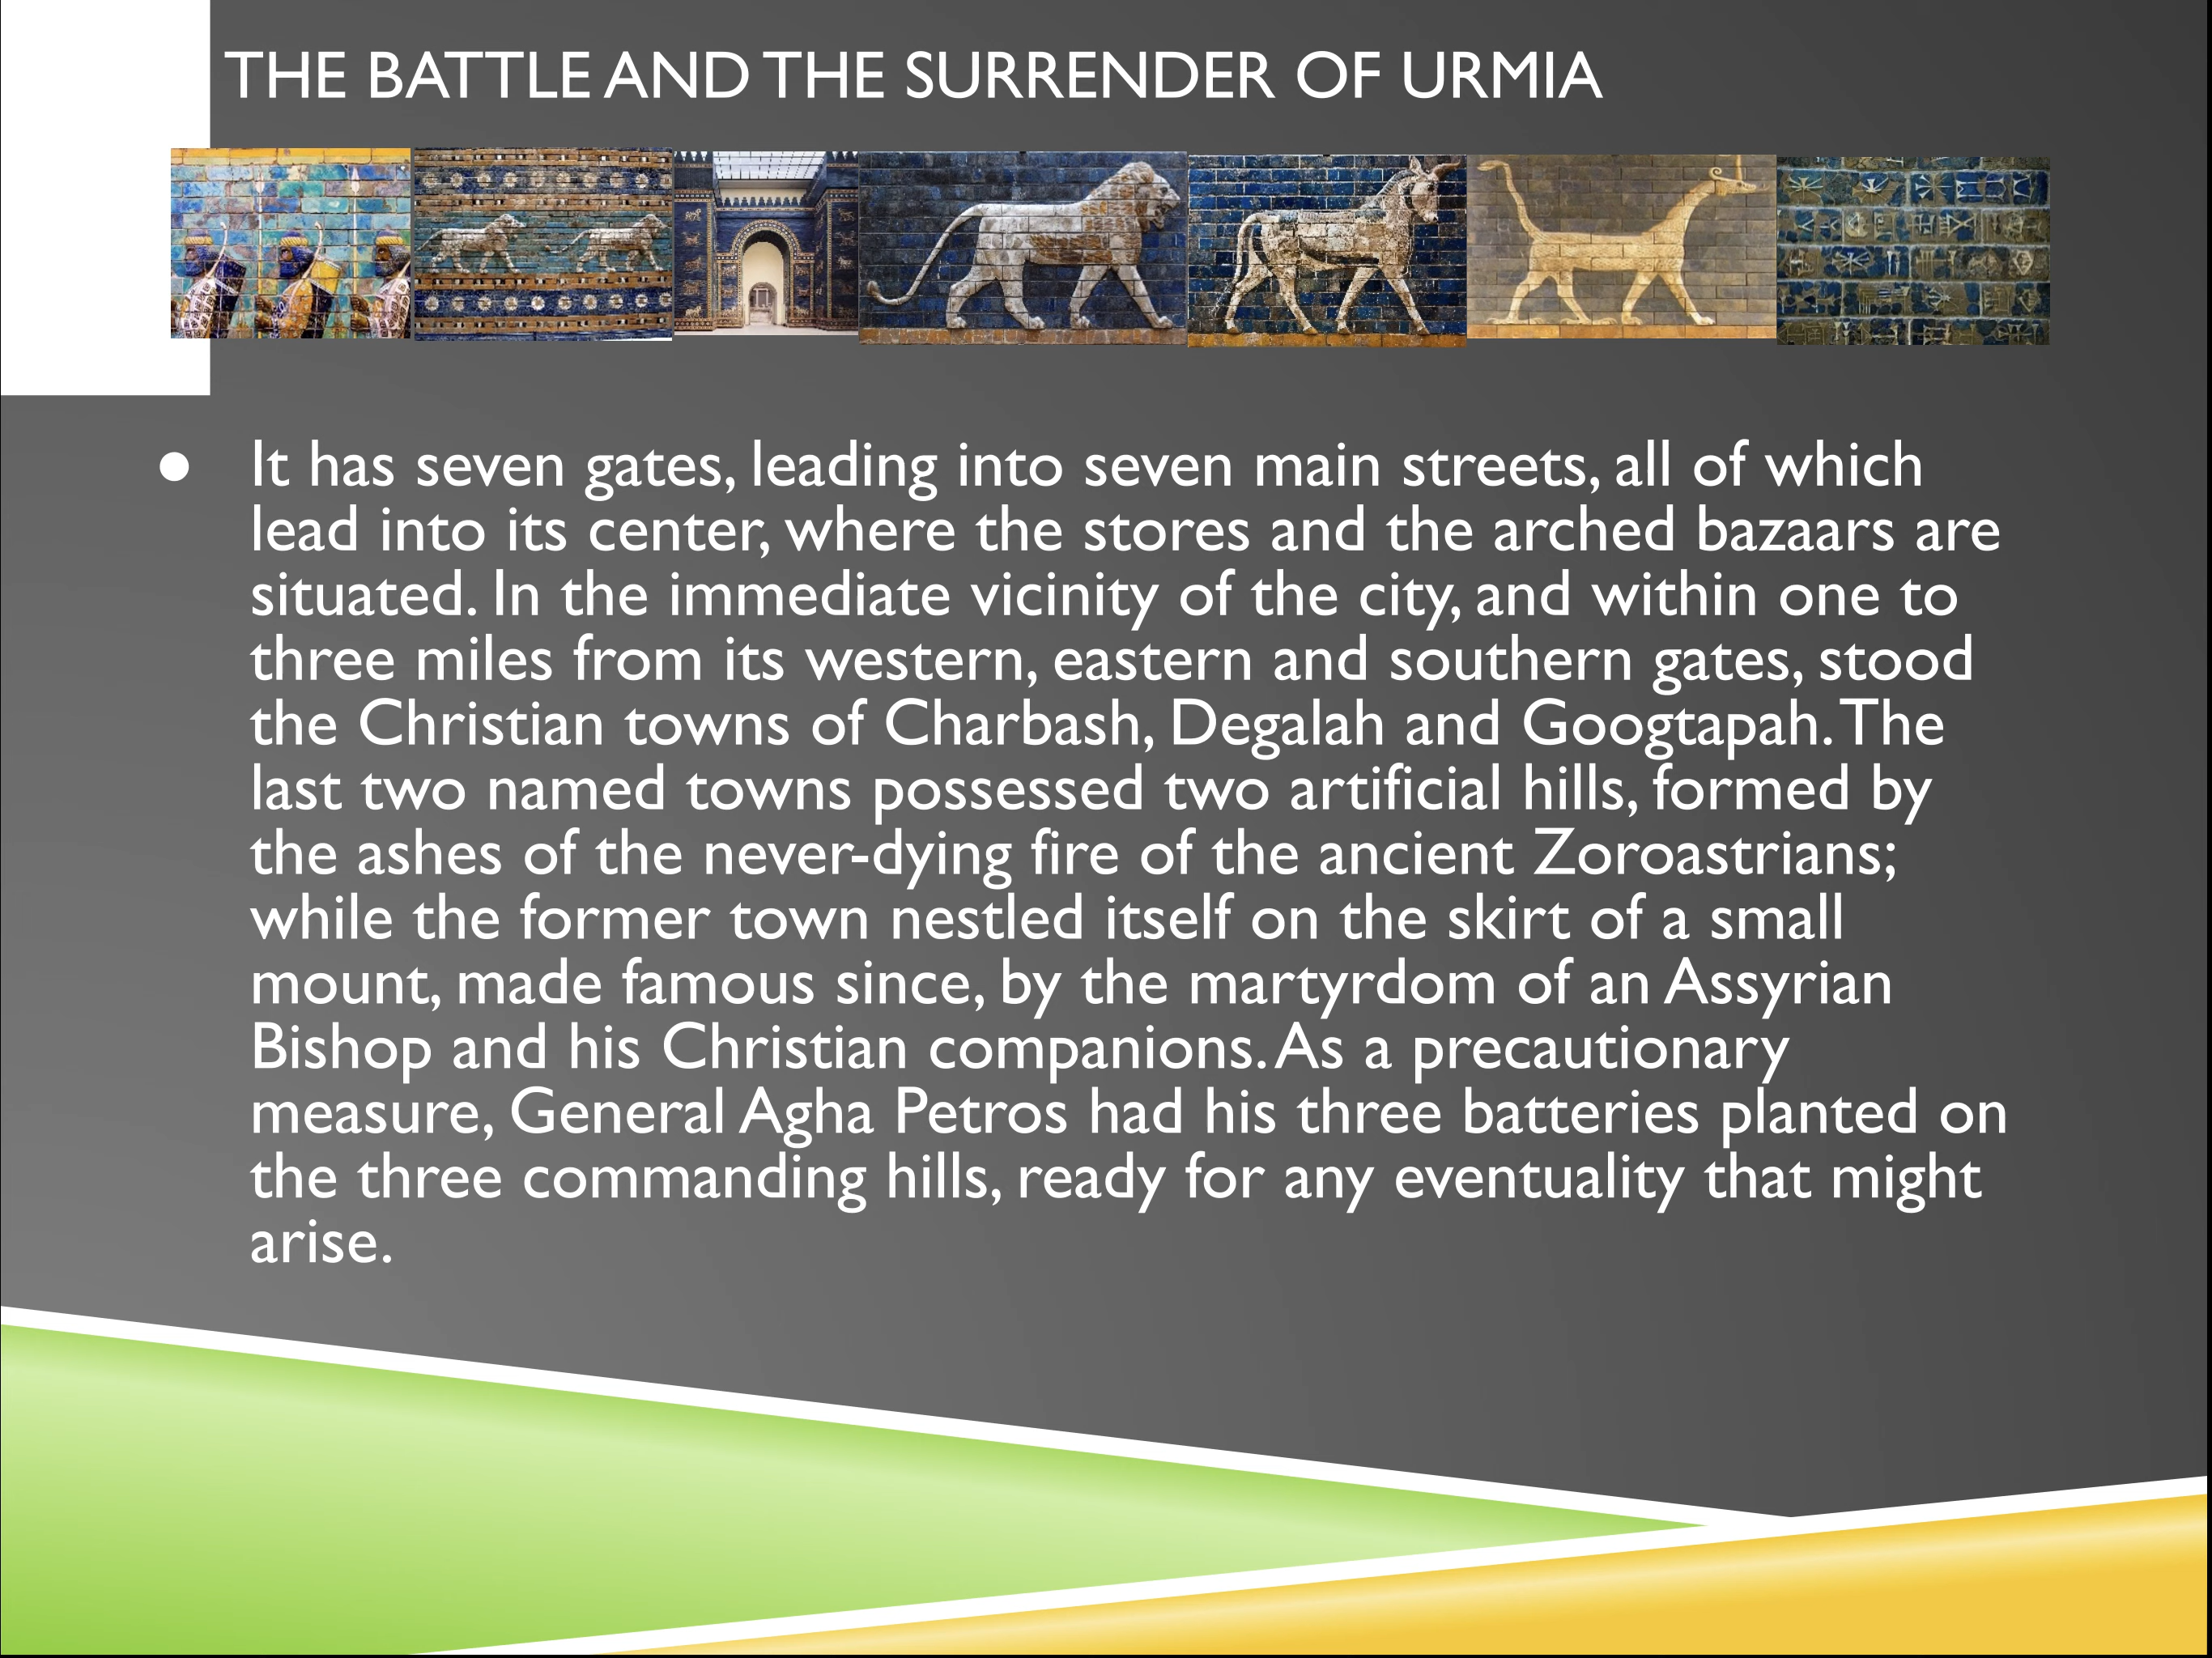 THE BATTLE AND THE SURRENDER OF URMIA
● It has seven gates, leading into seven main streets, all of which
lead into its center, where the stores and the arched bazaars are
situated. In the immediate vicinity of the city, and within one to
three miles from its western, eastern and southern gates, stood
the Christian towns of Charbash, Degalah and Googtapah. The
last two named towns possessed two artificial hills, formed by
the ashes of the never-dying fire of the ancient Zoroastrians;
while the former town nestled itself on the skirt of a small
mount, made famous since, by the martyrdom of an Assyrian
Bishop and his Christian companions. As a precautionary
measure, General Agha Petros had his three batteries planted on
the three commanding hills, ready for any eventuality that might
arise.